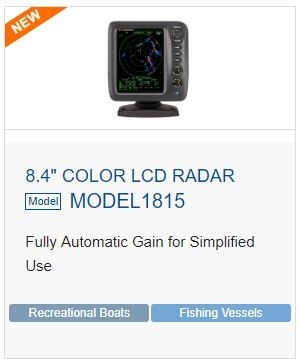 NEW
8.4" COLOR LCD RADAR
Model MODEL1815
Fully Automatic Gain for Simplified
Use
Recreational Boats Fishing Vessels